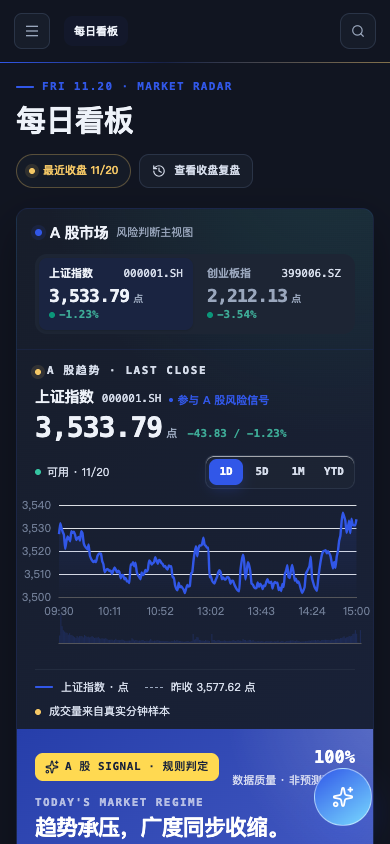 每日看板
FRI 11.20 · MARKET RADAR
每日看板
最近收盘 11/20
查看收盘复盘
A 股市场 风险判断主视图
上证指数 000001.SH
3,533.79 点
−1.23%
创业板指 399006.SZ
2,212.13 点
−3.54%
A 股趋势 · LAST CLOSE
上证指数 000001.SH • 参与 A 股风险信号
3,533.79 点 −43.83 / −1.23%
可用 · 11/20
1D 5D 1M YTD
3,540
3,530
3,520
3,510
3,500
09:30 10:11 10:52 13:02 13:43 14:24 15:00
上证指数 · 点 昨收 3,577.62 点
成交量来自真实分钟样本
A 股 SIGNAL · 规则判定
100%
数据质量 · 非预测
TODAY'S MARKET REGIME
趋势承压，广度同步收缩。